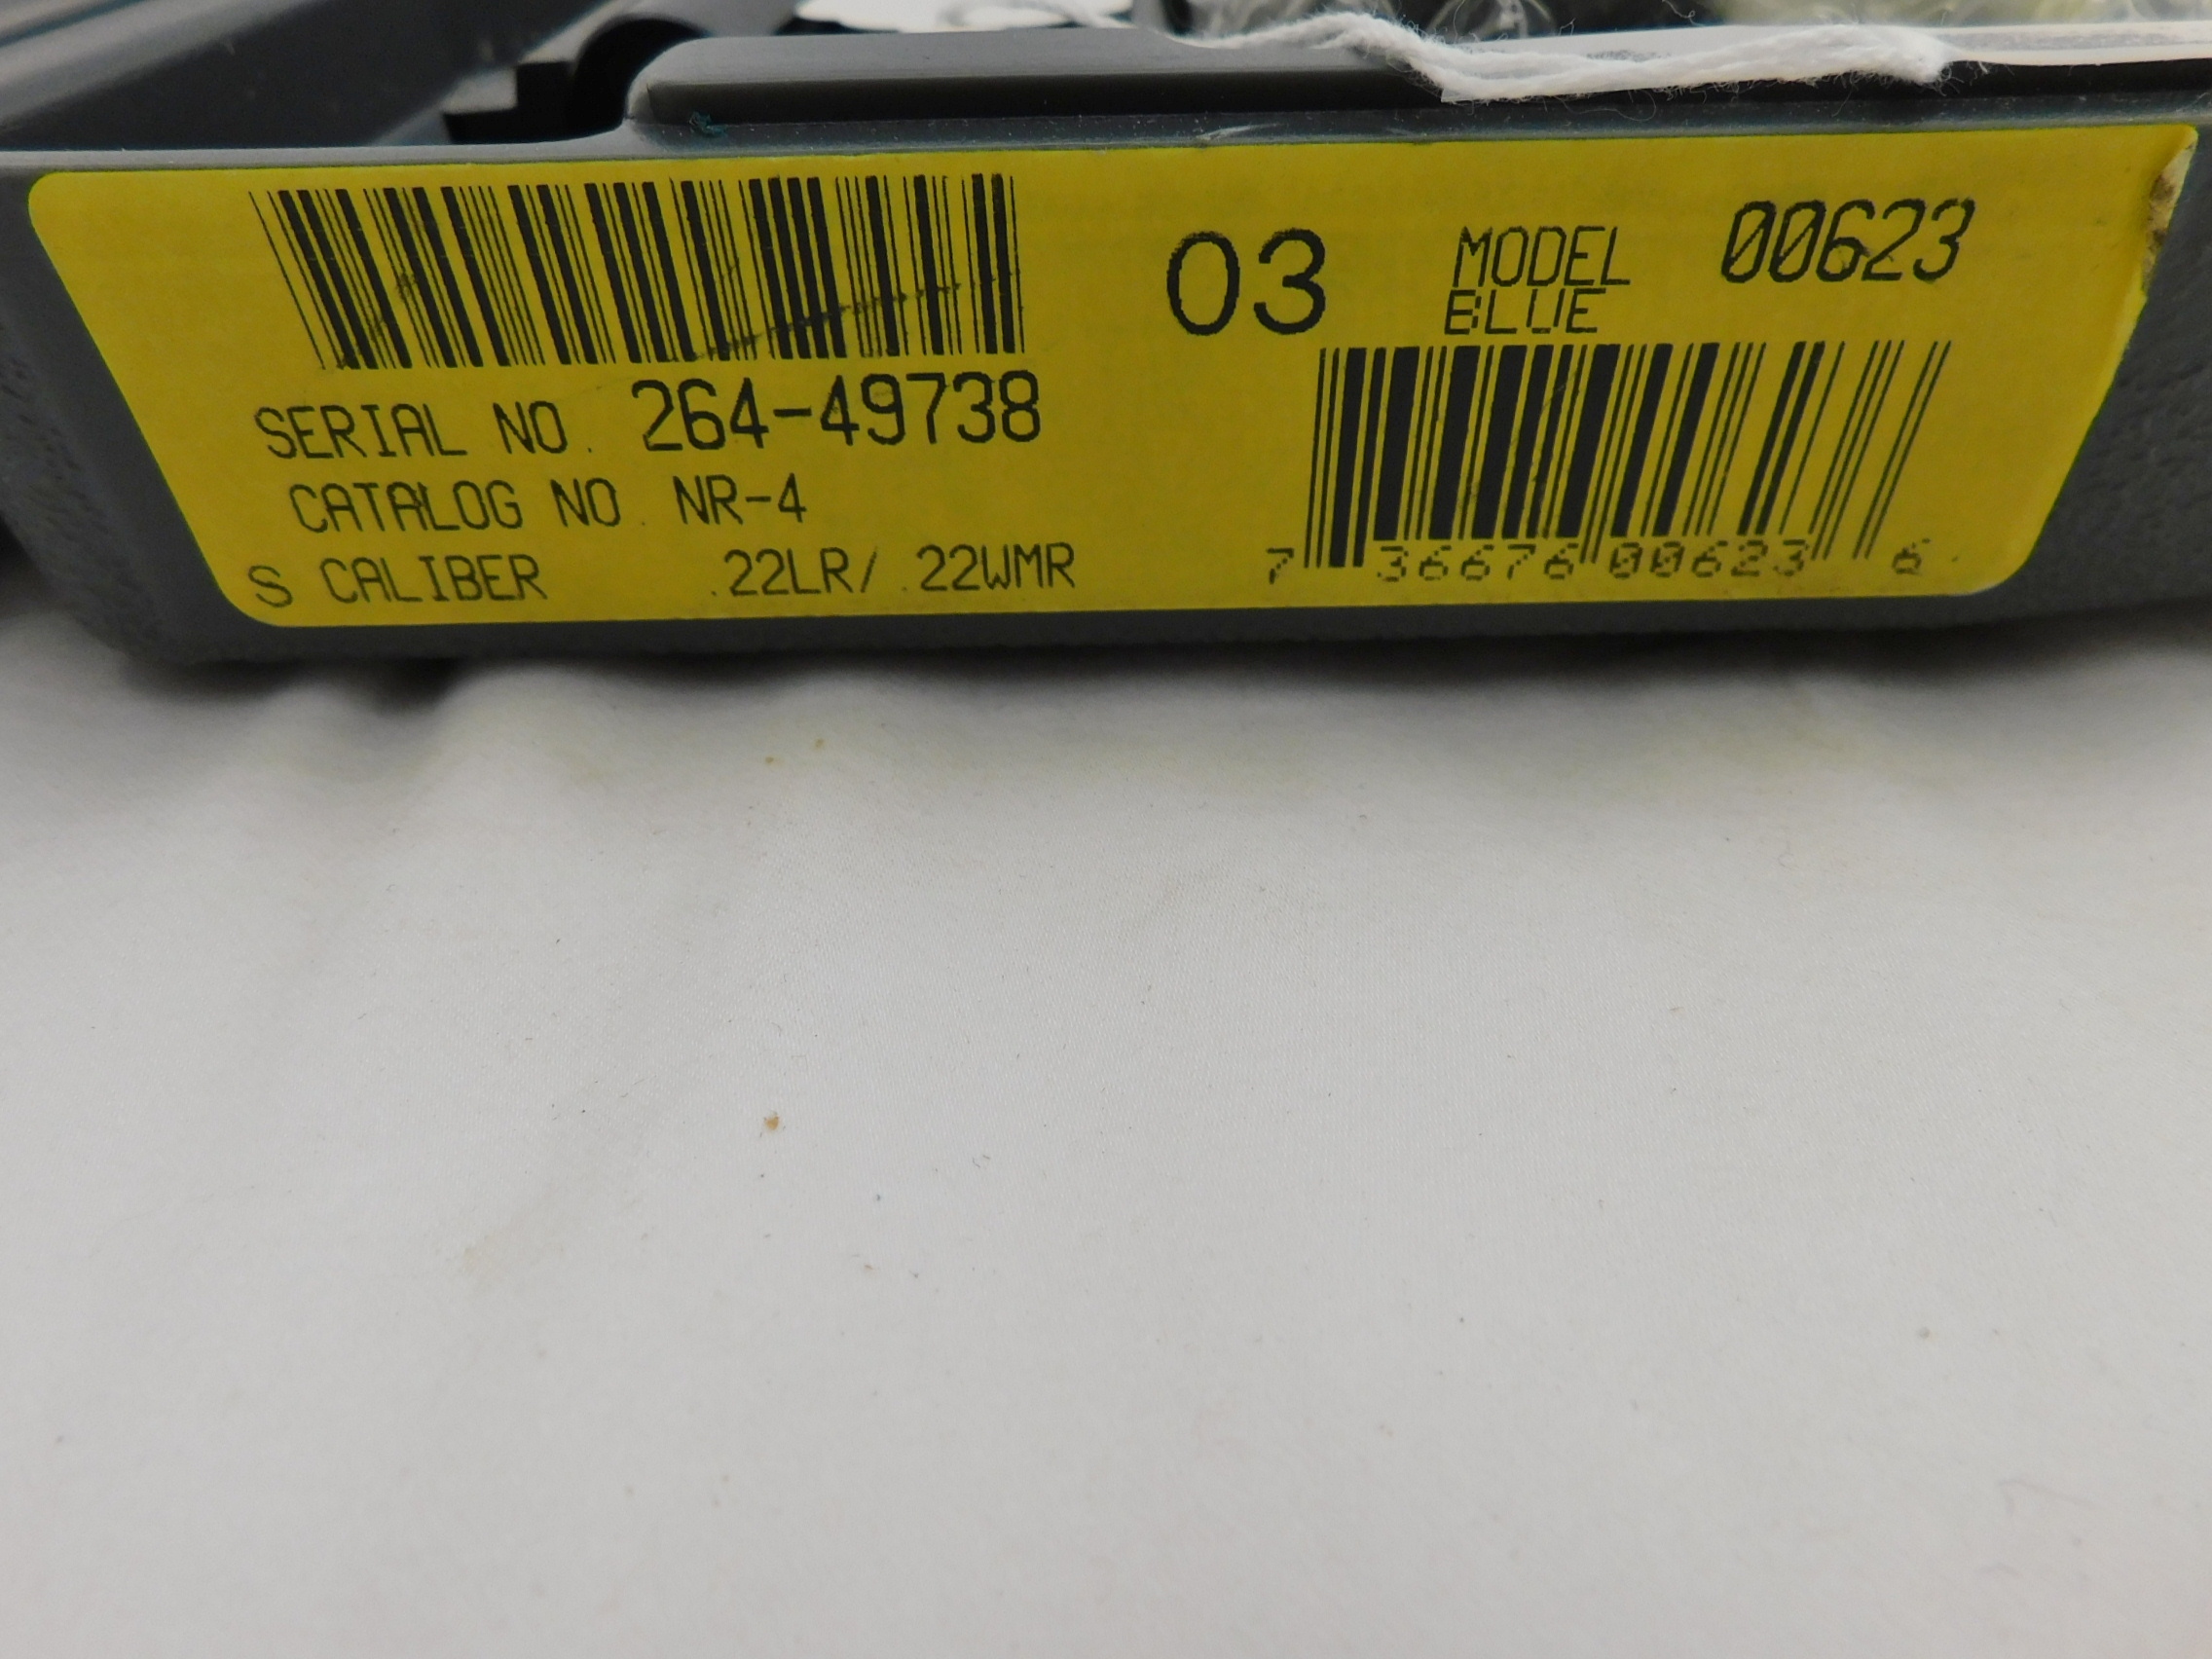 03 MODEL 00623
BLUE
SERIAL NO. 264-49738
CATALOG NO. NR-4
S CALIBER .22LR/.22WMR
7 36676 00623 6